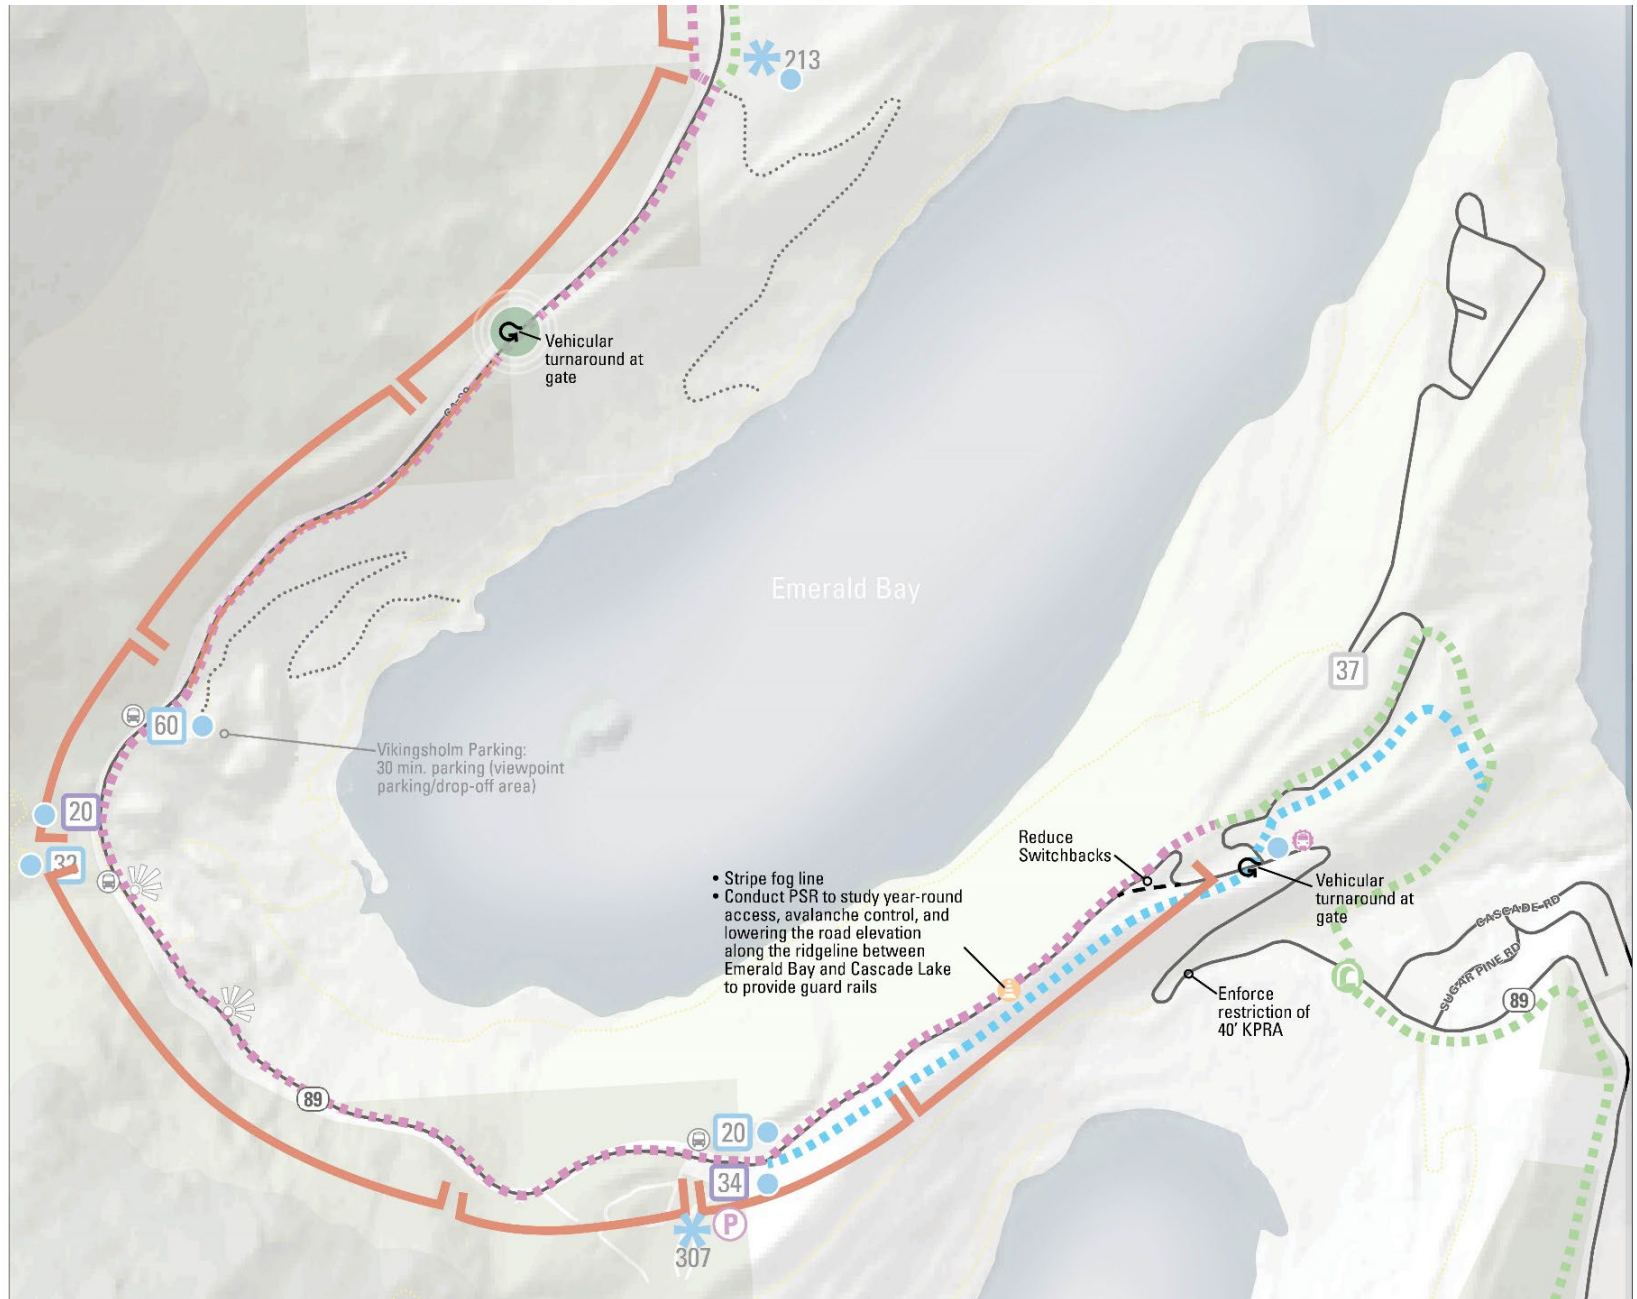 213
Vehicular
turnaround at
gate
Emerald Bay
37
60
Vikingsholm Parking:
30 min. parking (viewpoint
parking/drop-off area)
20
Reduce
Switchbacks
• Stripe fog line
• Conduct PSR to study year-round
access, avalanche control, and
lowering the road elevation
along the ridgeline between
Emerald Bay and Cascade Lake
to provide guard rails
Vehicular
turnaround at
gate
CASCADE RD
SUGAR PINE RD
89
Enforce
restriction of
40' KPRA
89
20
34
P
307